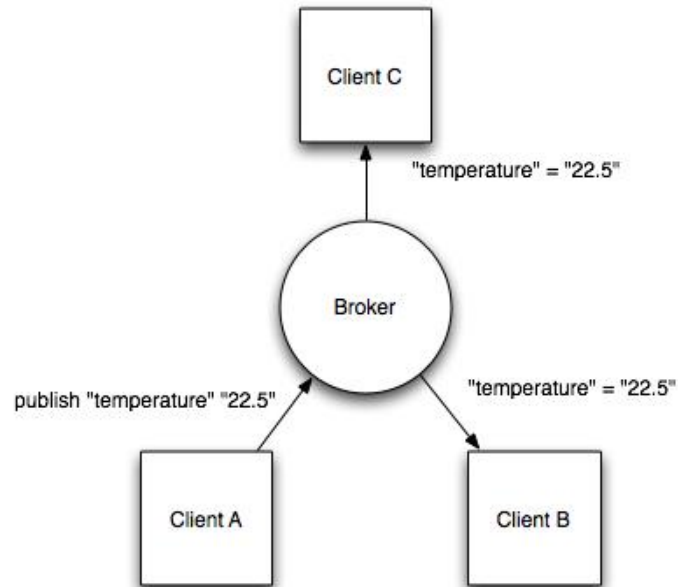 Client C
"temperature" = "22.5"
Broker
publish "temperature" "22.5"
"temperature" = "22.5"
Client A
Client B